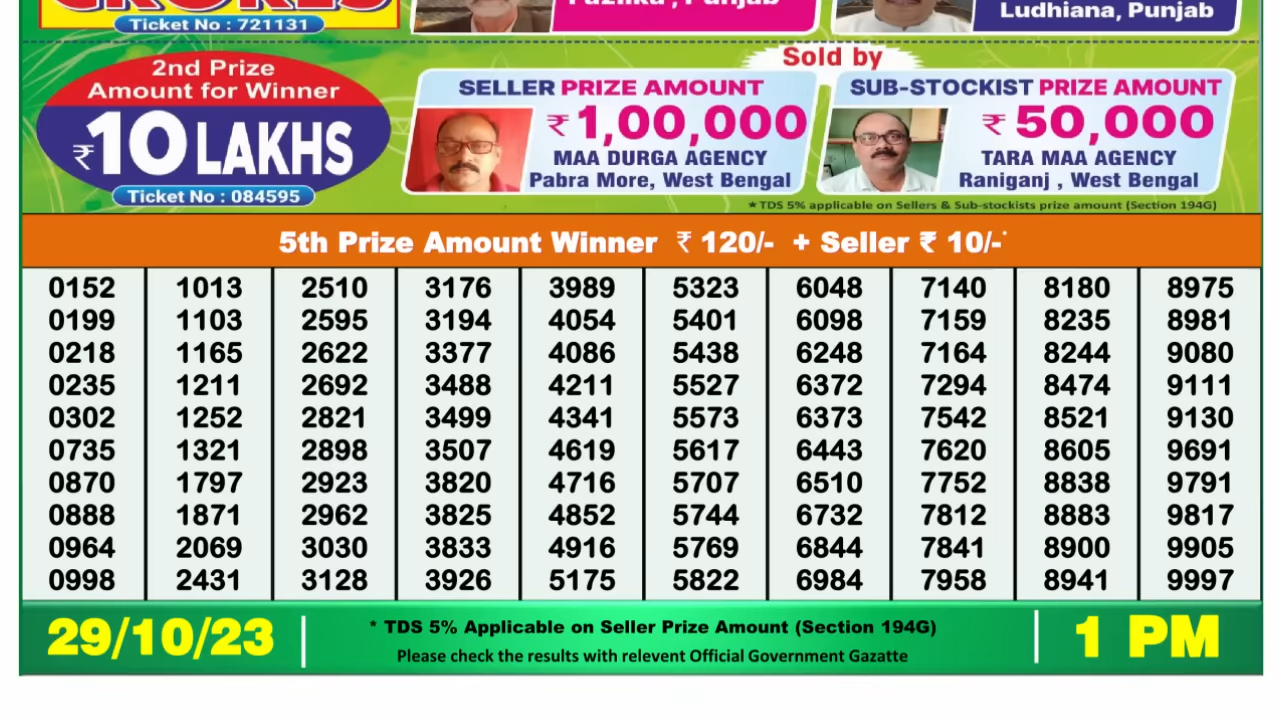 CRORES
Ticket No : 721131
Fazilka , Punjab
Ludhiana, Punjab
2nd Prize
Amount for Winner
₹10 LAKHS
Ticket No : 084595
Sold by
SELLER PRIZE AMOUNT
₹ 1,00,000
MAA DURGA AGENCY
Pabra More, West Bengal
SUB-STOCKIST PRIZE AMOUNT
₹ 50,000
TARA MAA AGENCY
Raniganj , West Bengal
* TDS 5% applicable on Sellers & Sub-stockists prize amount (Section 194G)
5th Prize Amount Winner ₹ 120/- + Seller ₹ 10/-*
0152 1013 2510 3176 3989 5323 6048 7140 8180 8975
0199 1103 2595 3194 4054 5401 6098 7159 8235 8981
0218 1165 2622 3377 4086 5438 6248 7164 8244 9080
0235 1211 2692 3488 4211 5527 6372 7294 8474 9111
0302 1252 2821 3499 4341 5573 6373 7542 8521 9130
0735 1321 2898 3507 4619 5617 6443 7620 8605 9691
0870 1797 2923 3820 4716 5707 6510 7752 8838 9791
0888 1871 2962 3825 4852 5744 6732 7812 8883 9817
0964 2069 3030 3833 4916 5769 6844 7841 8900 9905
0998 2431 3128 3926 5175 5822 6984 7958 8941 9997
29/10/23
* TDS 5% Applicable on Seller Prize Amount (Section 194G)
Please check the results with relevent Official Government Gazatte
1 PM